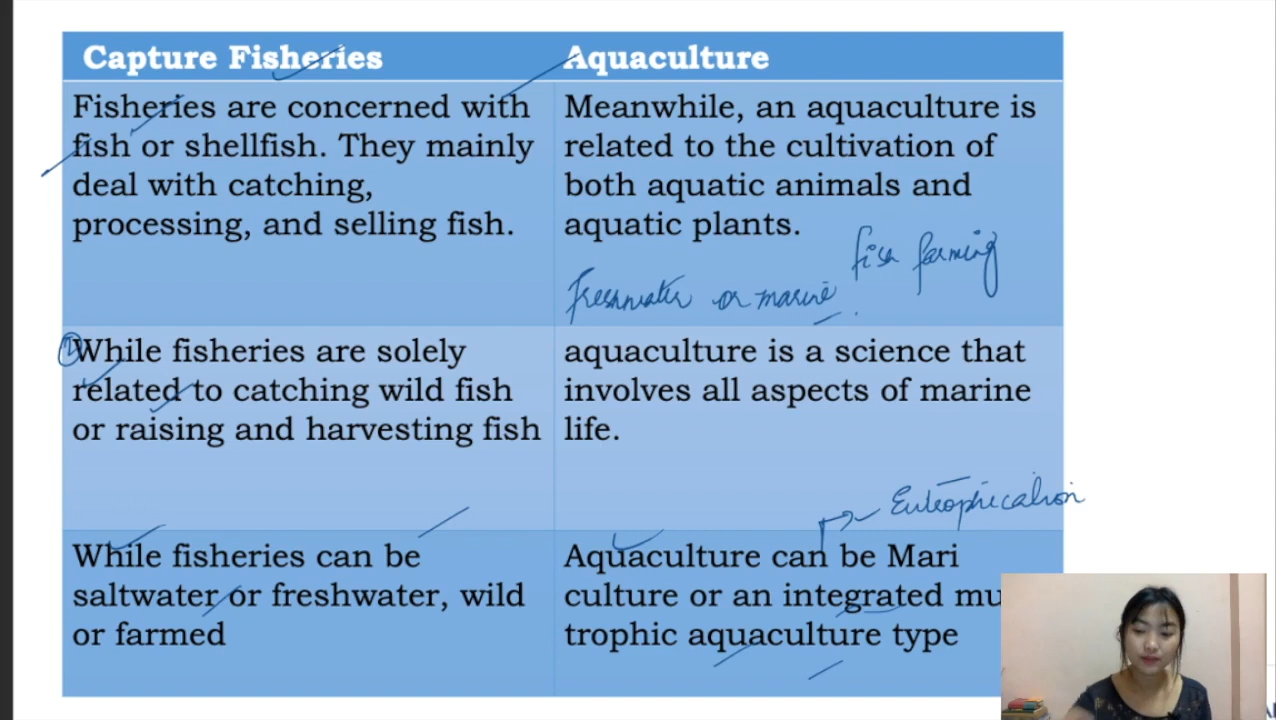 Capture Fisheries
Aquaculture
Fisheries are concerned with
fish or shellfish. They mainly
deal with catching,
processing, and selling fish.
Meanwhile, an aquaculture is
related to the cultivation of
both aquatic animals and
aquatic plants.
fish farming
freshwater or marine
While fisheries are solely
related to catching wild fish
or raising and harvesting fish
aquaculture is a science that
involves all aspects of marine
life.
Eutrophication
While fisheries can be
saltwater or freshwater, wild
or farmed
Aquaculture can be Mari
culture or an integrated mu
trophic aquaculture type